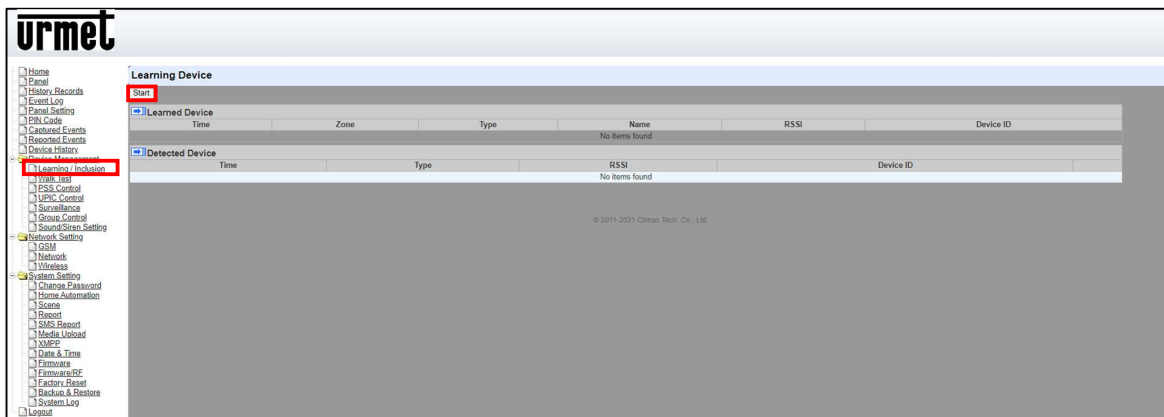 urmet
Home
Panel
History Records
Event Log
Panel Setting
PIN Code
Captured Events
Reported Events
Device History
Device Management
Learning / Inclusion
Walk Test
PSS Control
UPIC Control
Surveillance
Group Control
Sound/Siren Setting
Network Setting
GSM
Network
Wireless
System Setting
Change Password
Home Automation
Scene
Report
SMS Report
Media Upload
XMPP
Date & Time
Firmware
Firmware/RF
Factory Reset
Backup & Restore
System Log
Logout
Learning Device
Start
Learned Device
Time Zone Type Name RSSI Device ID
No items found
Detected Device
Time Type RSSI Device ID
No items found
© 2011-2021 Climax Tech. Co., Ltd.